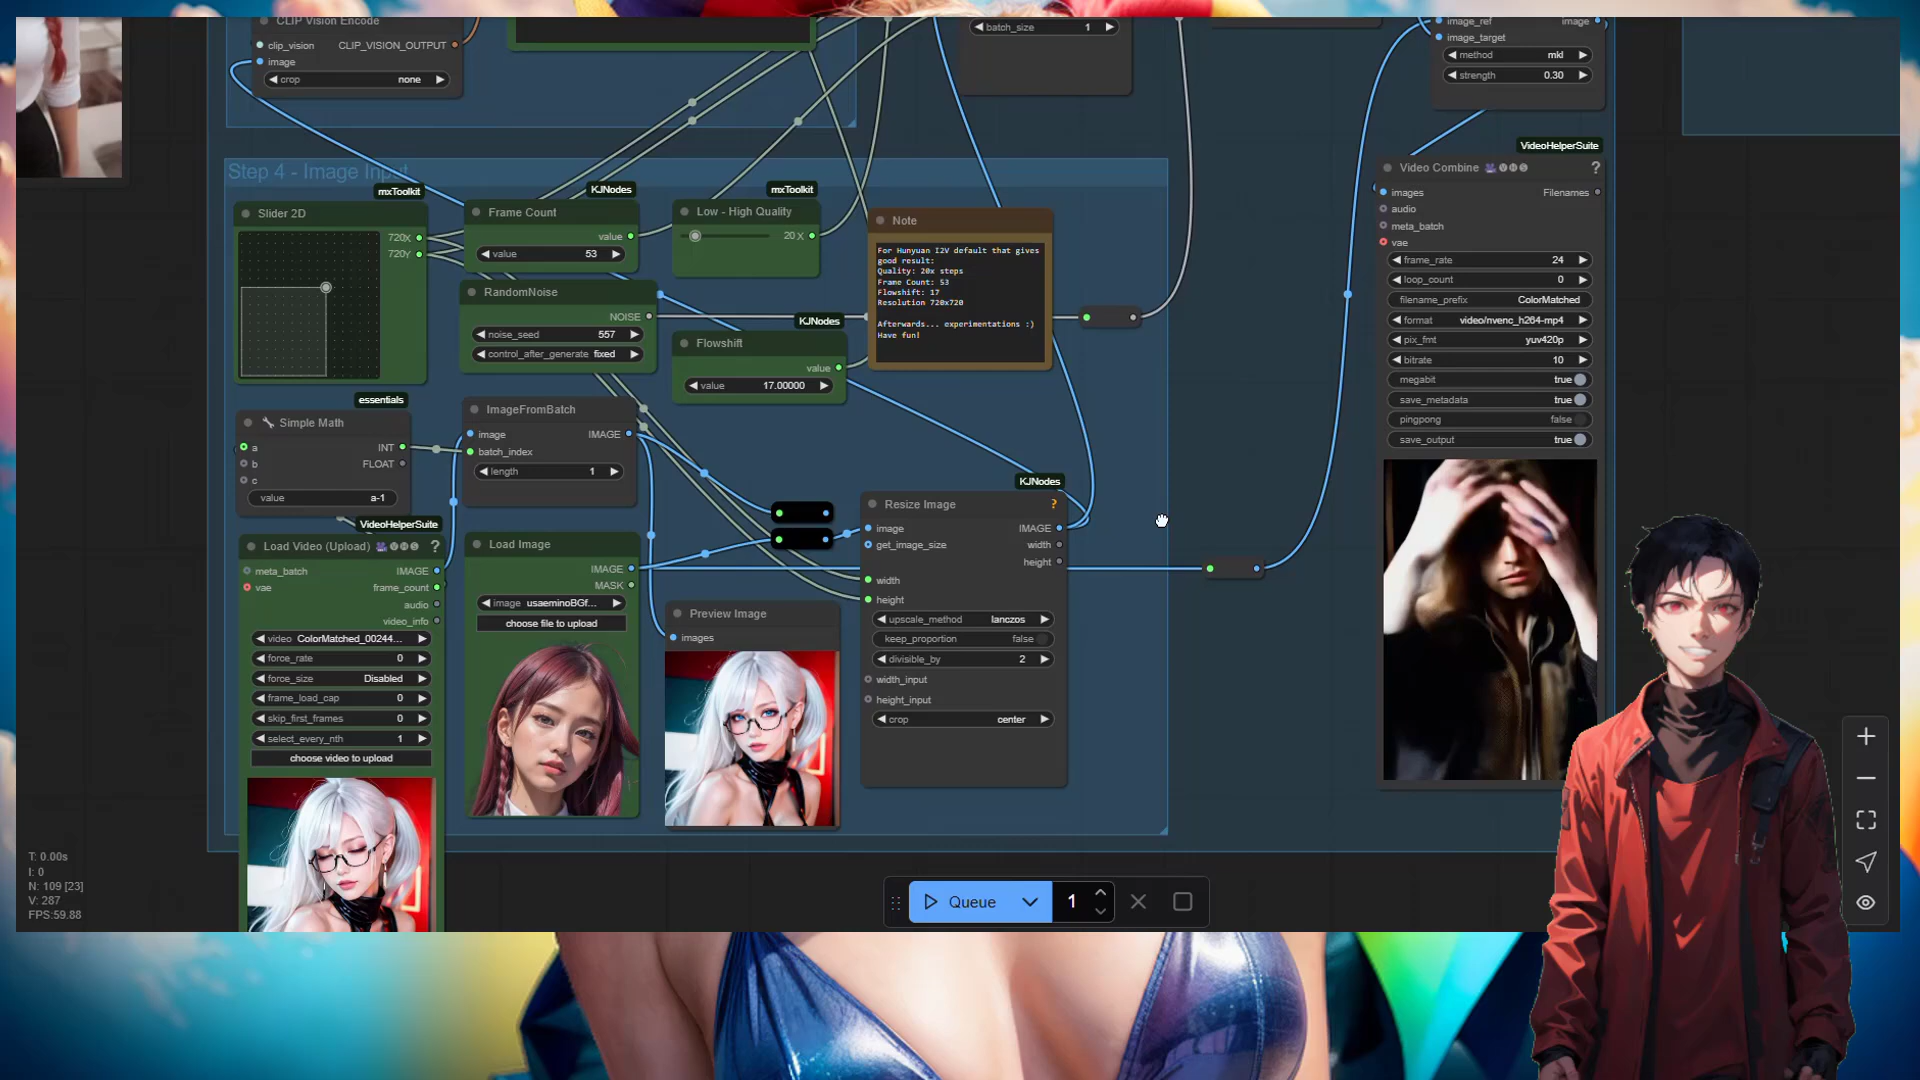 CLIP Vision Encode
clip_vision
CLIP_VISION_OUTPUT
image
crop
none
batch_size
1
image_ref
image
image_target
method
mkl
strength
0.30
VideoHelperSuite
Video Combine
?
images
Filenames
audio
meta_batch
vae
frame_rate
24
loop_count
0
filename_prefix
ColorMatched
format
video/nvenc_h264-mp4
pix_fmt
yuv420p
bitrate
10
megabit
true
save_metadata
true
pingpong
false
save_output
true
Step 4 - Image Input
mxToolkit
Slider 2D
720X
720Y
KJNodes
Frame Count
value
value
53
mxToolkit
Low - High Quality
20 X
Note
For Hunyuan I2V default that gives
good result:
Quality: 20x steps
Frame Count: 53
Flowshift: 17
Resolution 720x720
Afterwards... experimentations :)
Have fun!
RandomNoise
NOISE
noise_seed
557
control_after_generate
fixed
KJNodes
Flowshift
value
value
17.00000
essentials
Simple Math
a
INT
b
FLOAT
c
value
a-1
ImageFromBatch
image
IMAGE
batch_index
length
1
VideoHelperSuite
Load Video (Upload)
?
meta_batch
IMAGE
vae
frame_count
audio
video_info
video
ColorMatched_00244...
force_rate
0
force_size
Disabled
frame_load_cap
0
skip_first_frames
0
select_every_nth
1
choose video to upload
Load Image
IMAGE
MASK
image
usaeminoBGf...
choose file to upload
Preview Image
images
KJNodes
Resize Image
?
image
IMAGE
get_image_size
width
height
width
height
upscale_method
lanczos
keep_proportion
false
divisible_by
2
width_input
height_input
crop
center
T: 0.00s
I: 0
N: 109 [23]
V: 287
FPS:59.88
Queue
1